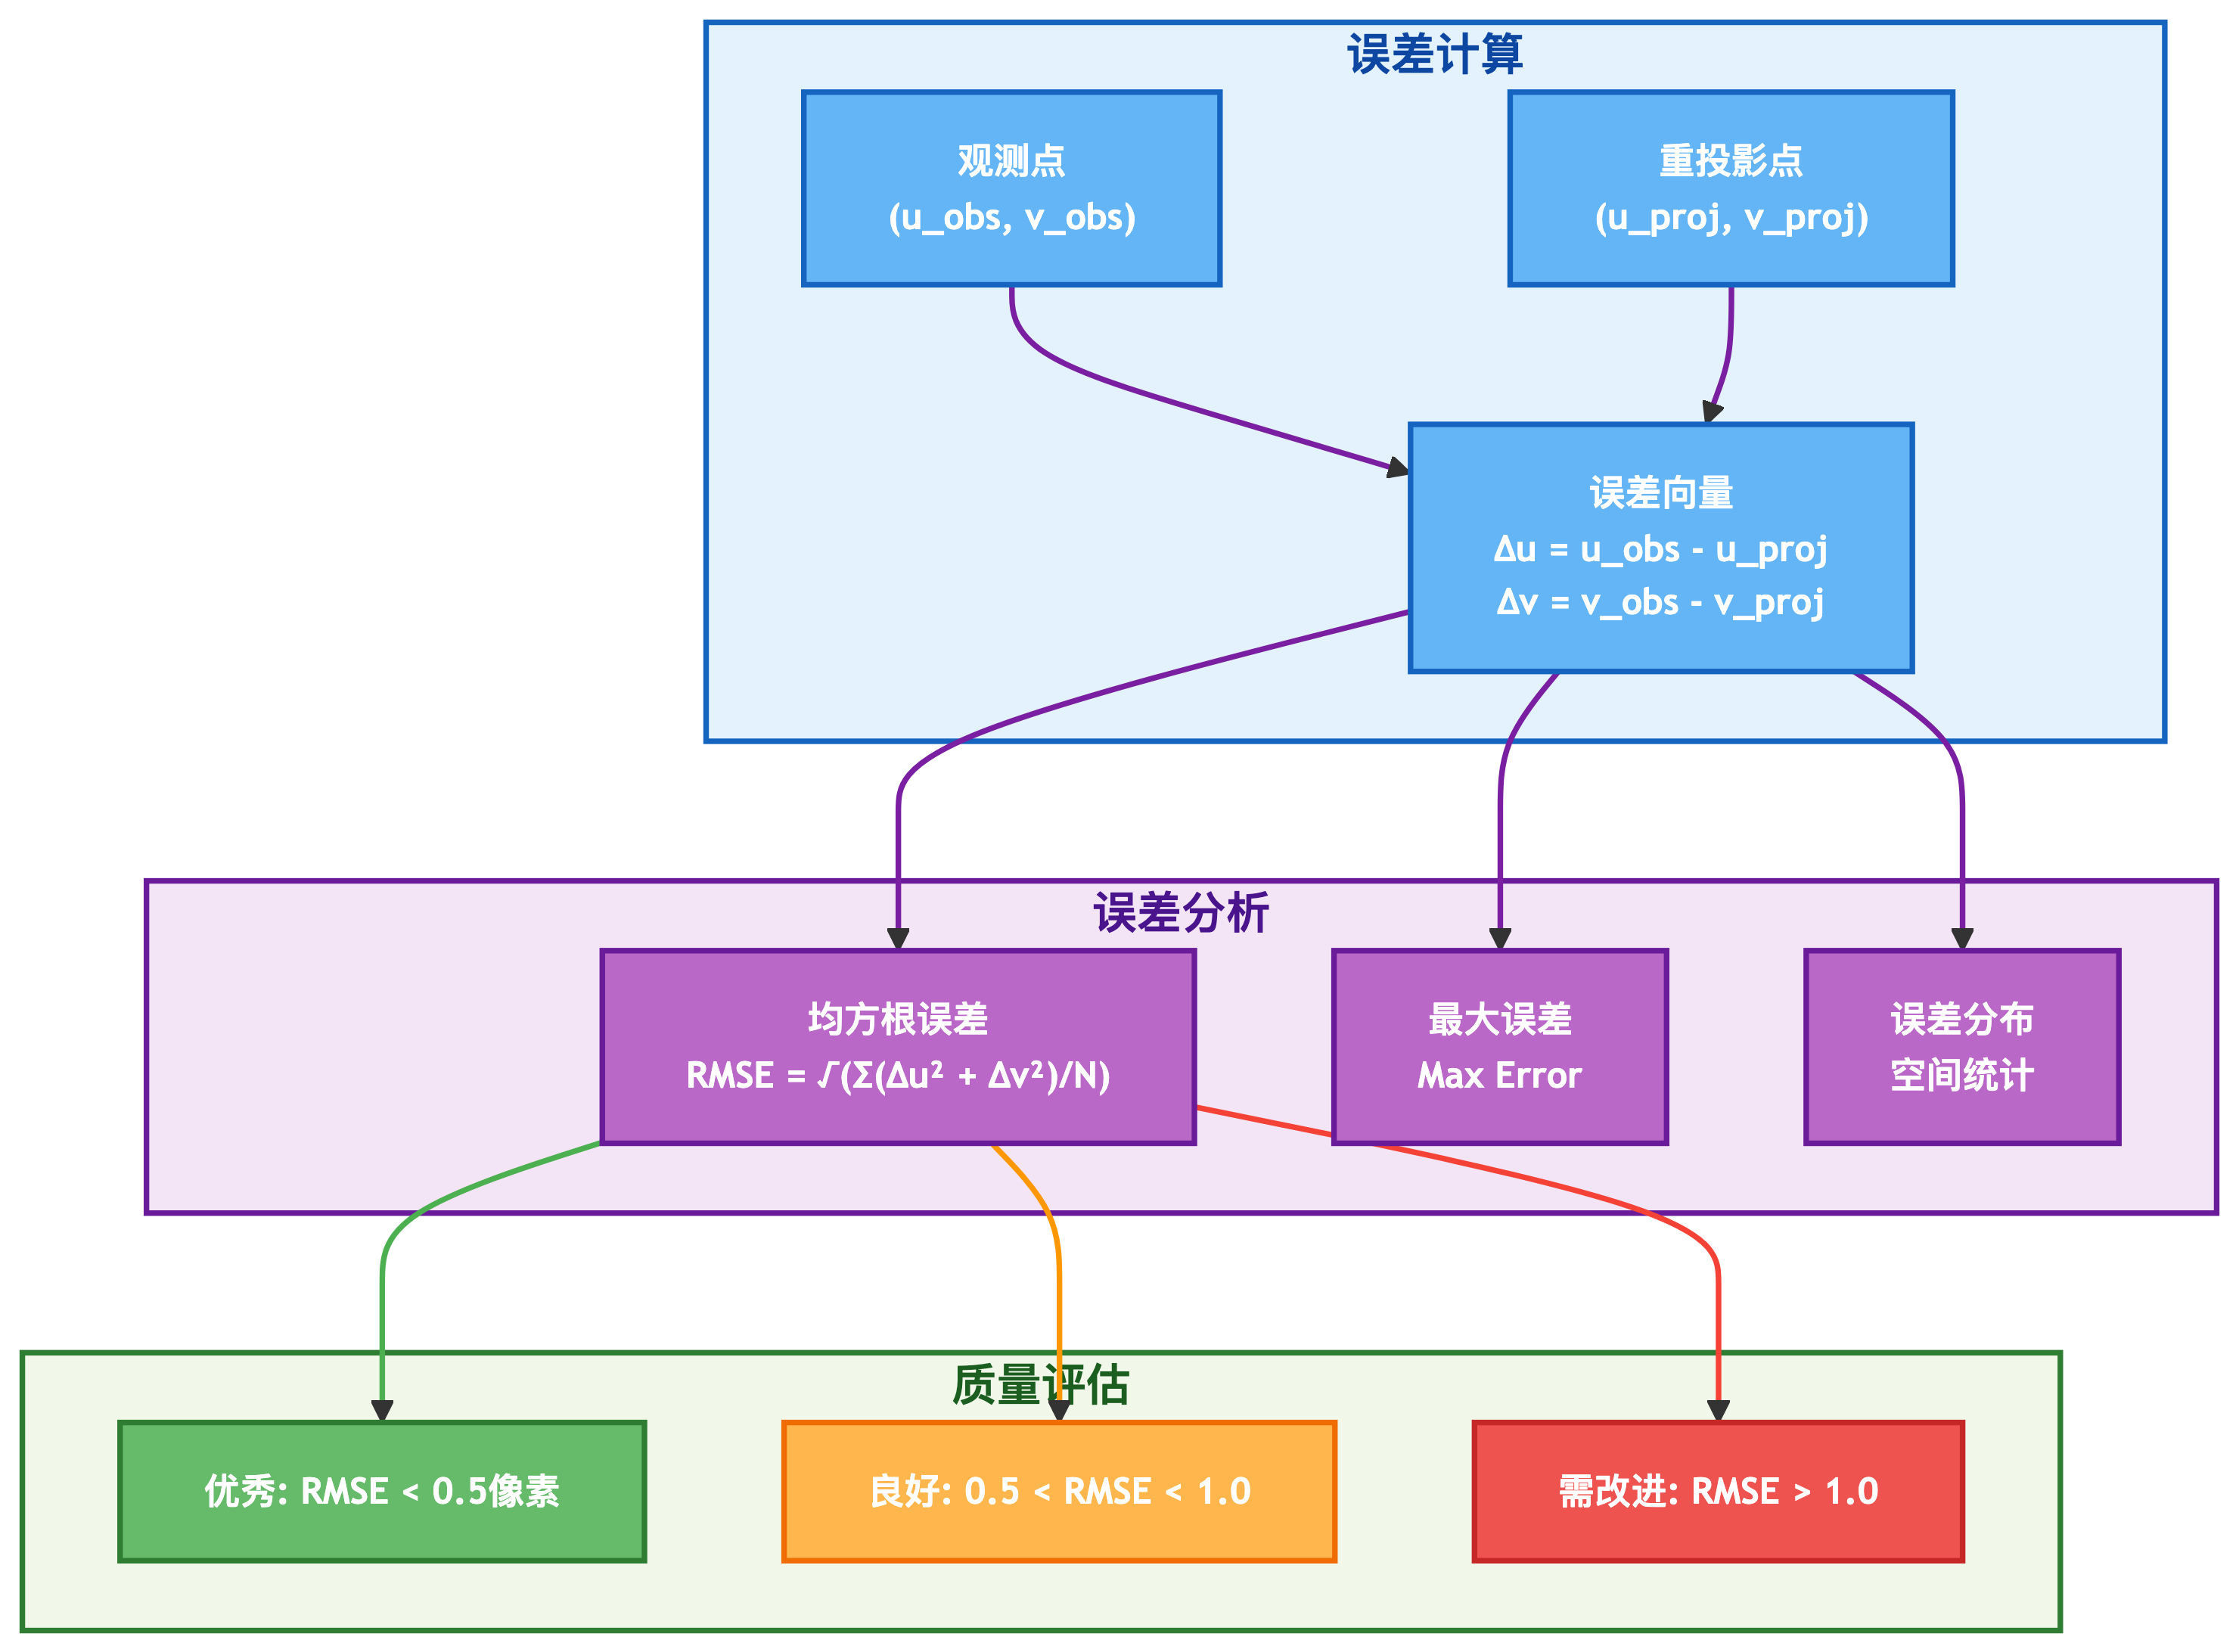 误差计算
观测点
(u_obs, v_obs)
重投影点
(u_proj, v_proj)
误差向量
Δu = u_obs - u_proj
Δv = v_obs - v_proj
误差分析
均方根误差
RMSE = √(Σ(Δu² + Δv²)/N)
最大误差
Max Error
误差分布
空间统计
质量评估
优秀: RMSE < 0.5像素
良好: 0.5 < RMSE < 1.0
需改进: RMSE > 1.0